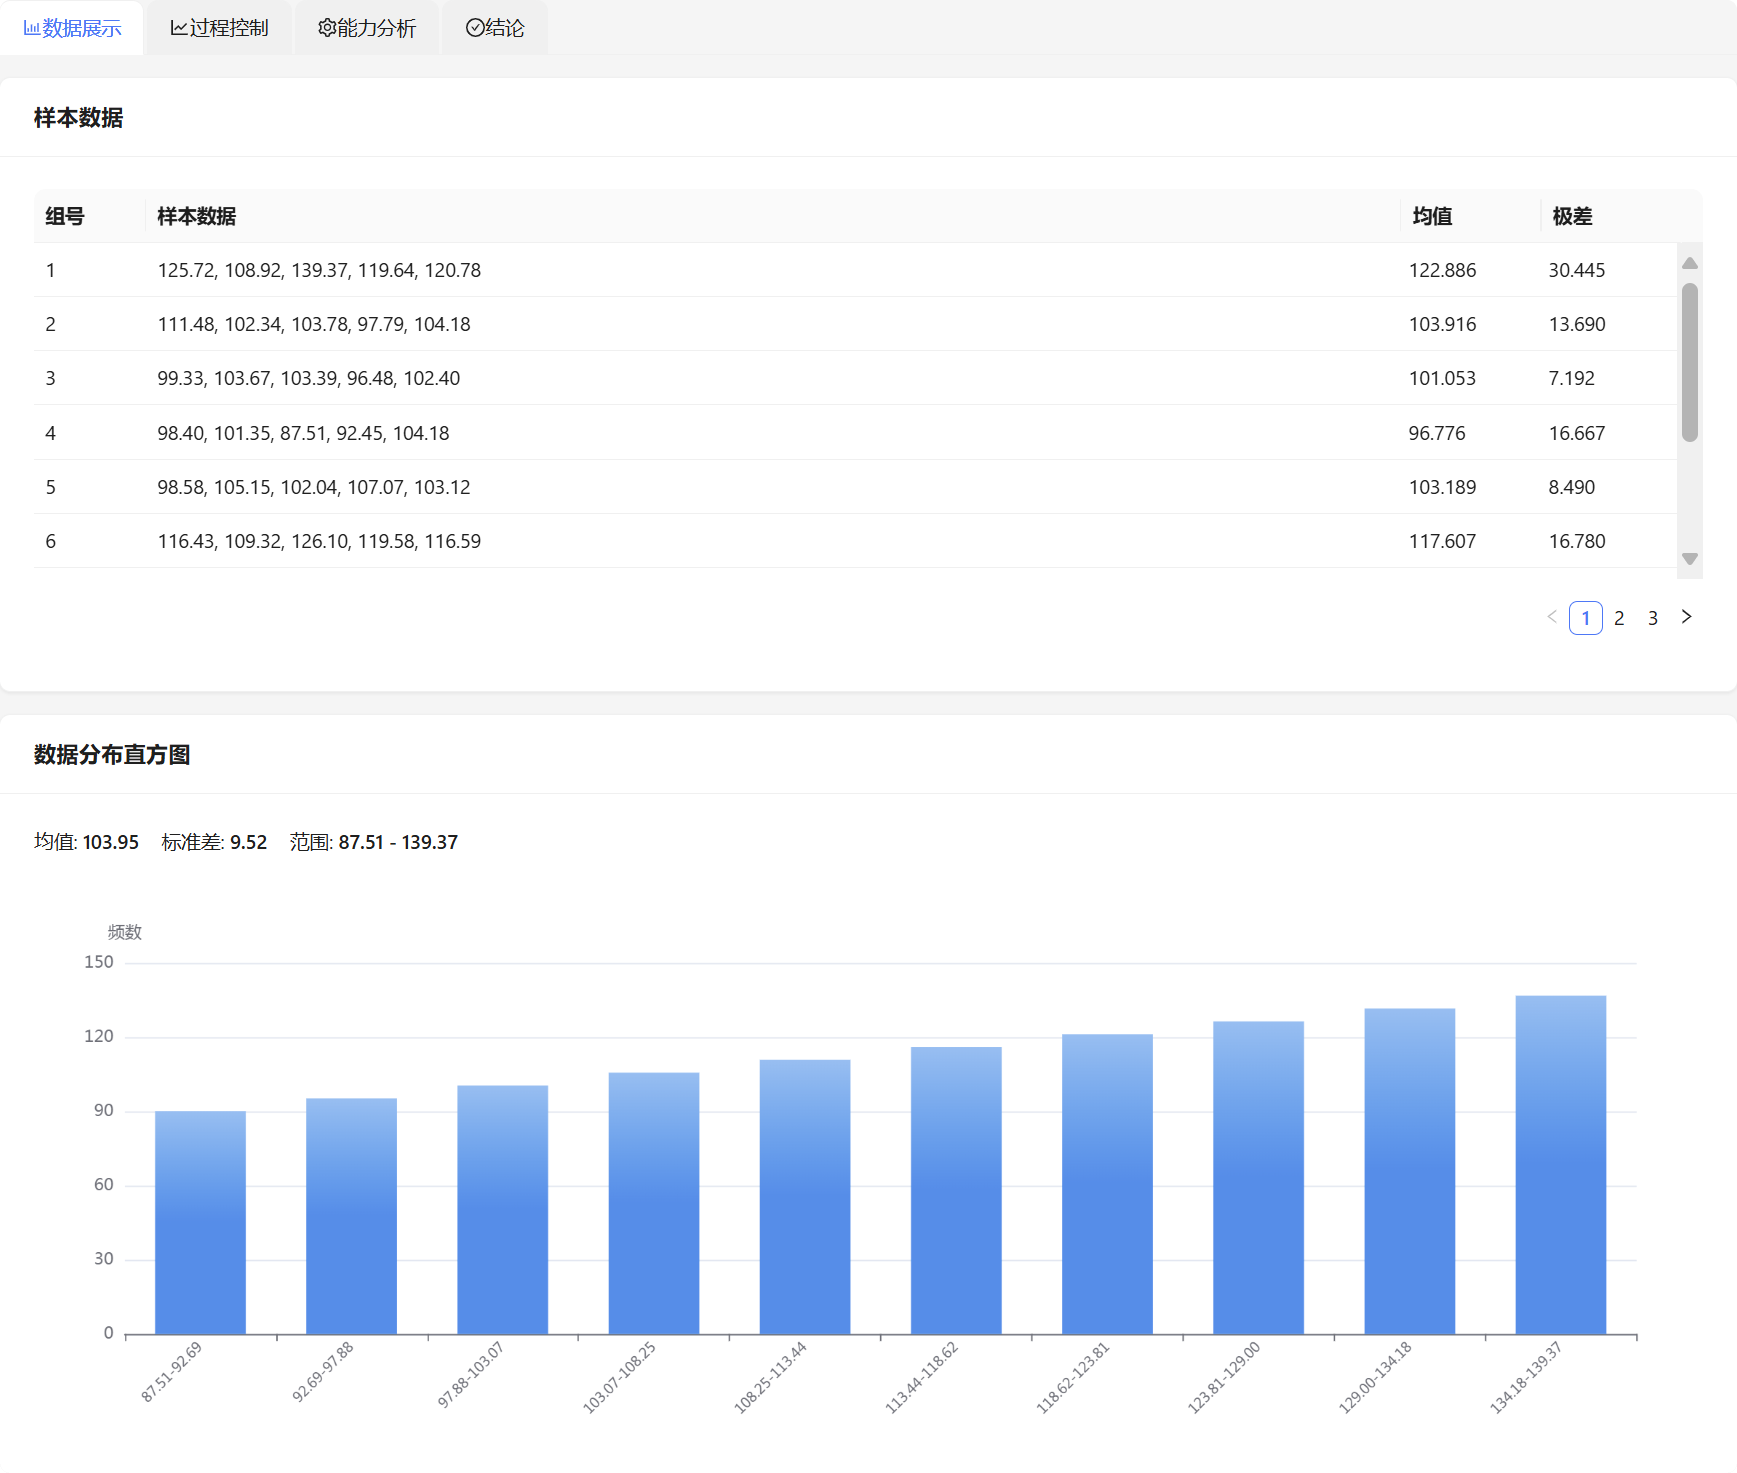 数据展示 过程控制 能力分析 结论
样本数据
组号 样本数据 均值 极差
1 125.72, 108.92, 139.37, 119.64, 120.78 122.886 30.445
2 111.48, 102.34, 103.78, 97.79, 104.18 103.916 13.690
3 99.33, 103.67, 103.39, 96.48, 102.40 101.053 7.192
4 98.40, 101.35, 87.51, 92.45, 104.18 96.776 16.667
5 98.58, 105.15, 102.04, 107.07, 103.12 103.189 8.490
6 116.43, 109.32, 126.10, 119.58, 116.59 117.607 16.780
1 2 3
数据分布直方图
均值: 103.95 标准差: 9.52 范围: 87.51 - 139.37
频数
150
120
90
60
30
0
87.51-92.69 92.69-97.88 97.88-103.07 103.07-108.25 108.25-113.44 113.44-118.62 118.62-123.81 123.81-129.00 129.00-134.18 134.18-139.37